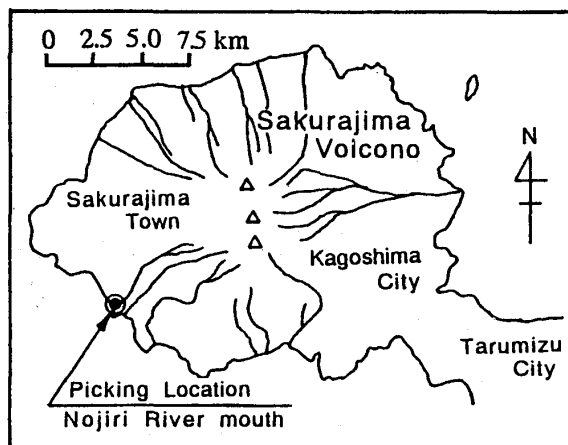 0 2.5 5.0 7.5 km
Sakurajima
Voicono
N
Sakurajima
Town
Kagoshima
City
Tarumizu
City
Picking Location
Nojiri River mouth